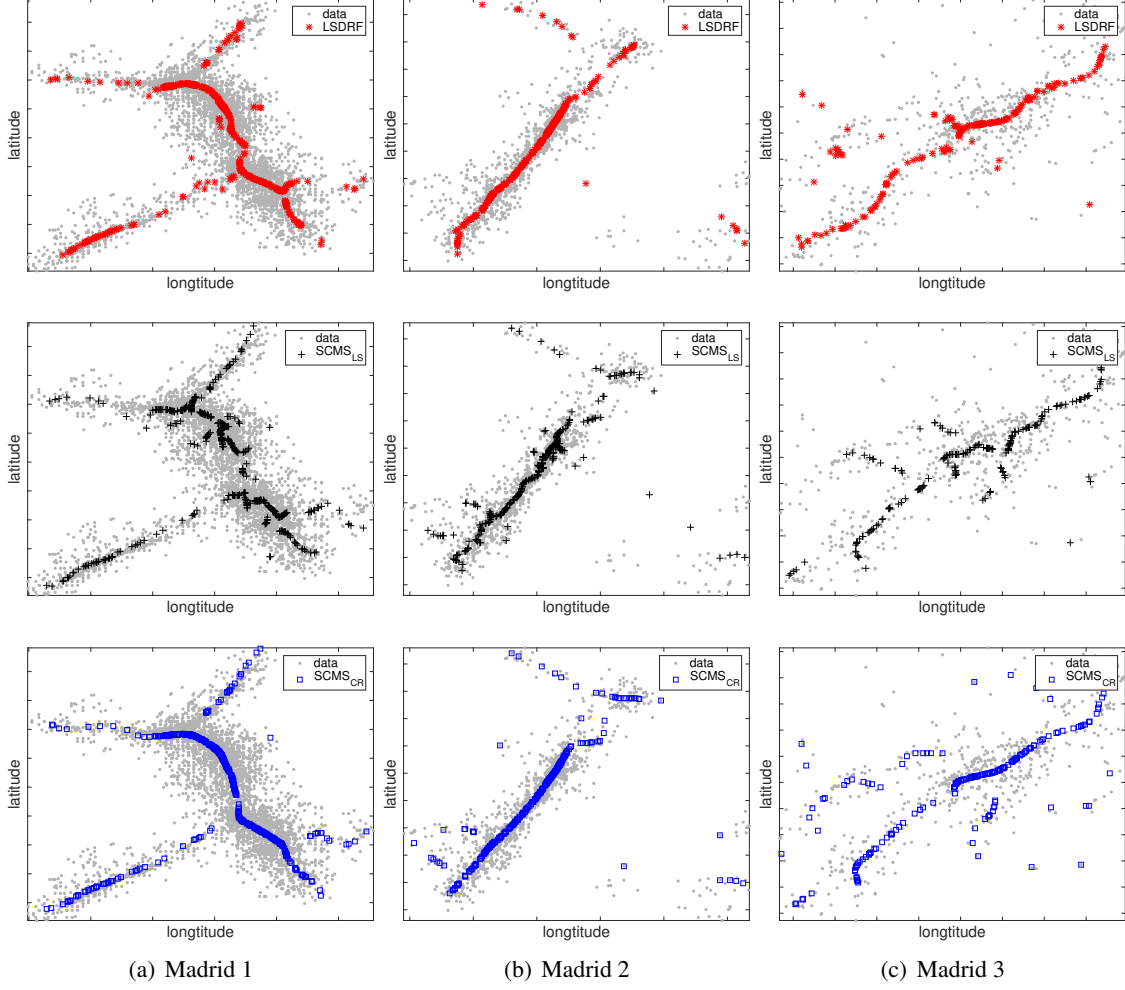 data
LSDRF
latitude
longtitude
data
LSDRF
latitude
longtitude
data
LSDRF
latitude
longtitude
data
SCMS_LS
latitude
longtitude
data
SCMS_LS
latitude
longtitude
data
SCMS_LS
latitude
longtitude
data
SCMS_CR
latitude
longtitude
data
SCMS_CR
latitude
longtitude
data
SCMS_CR
latitude
longtitude
(a) Madrid 1
(b) Madrid 2
(c) Madrid 3